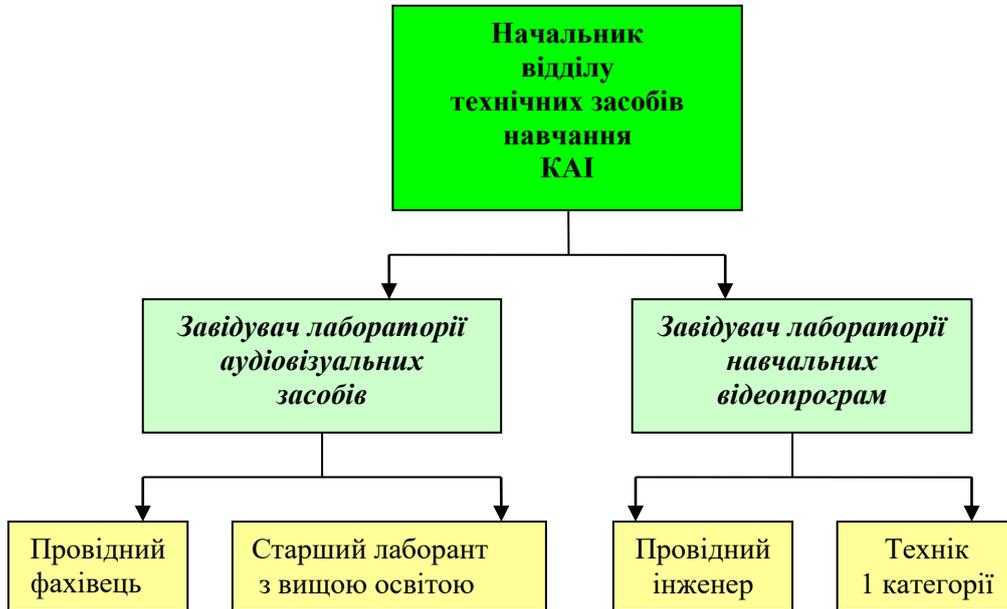 Начальник
відділу
технічних засобів
навчання
КАІ
Завідувач лабораторії
аудіовізуальних
засобів
Завідувач лабораторії
навчальних
відеопрограм
Провідний
фахівець
Старший лаборант
з вищою освітою
Провідний
інженер
Технік
1 категорії